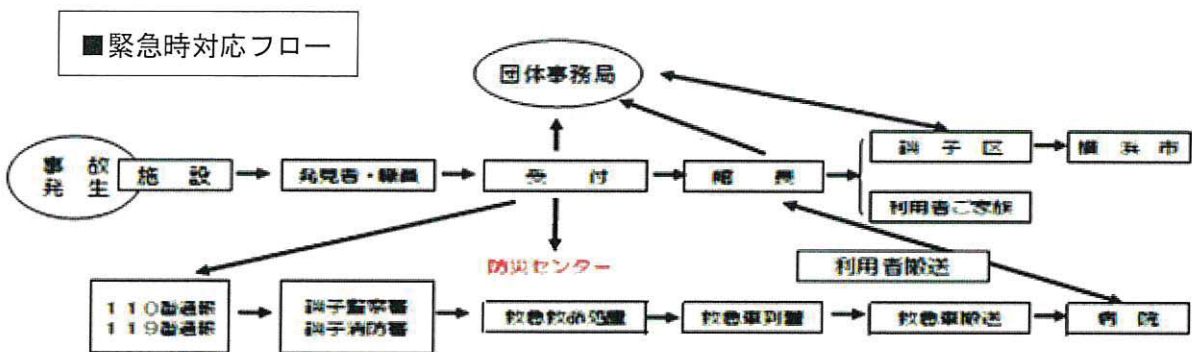 ■緊急時対応フロー
団体事務局
事故
発生
施設
発見者・職員
受付
館長
磯子区
横浜市
利用者ご家族
防災センター
利用者搬送
110番通報
119番通報
磯子警察署
磯子消防署
救急救命処置
救急車到着
救急車搬送
病院